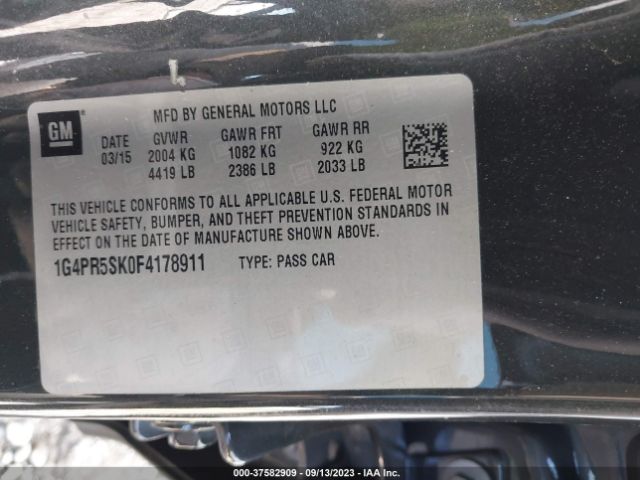 GM
MFD BY GENERAL MOTORS LLC
DATE GVWR GAWR FRT GAWR RR
03/15 2004 KG 1082 KG 922 KG
4419 LB 2386 LB 2033 LB
THIS VEHICLE CONFORMS TO ALL APPLICABLE U.S. FEDERAL MOTOR
VEHICLE SAFETY, BUMPER, AND THEFT PREVENTION STANDARDS IN
EFFECT ON THE DATE OF MANUFACTURE SHOWN ABOVE.
1G4PR5SK0F4178911 TYPE: PASS CAR
000-37582909 - 09/13/2023 - IAA Inc.